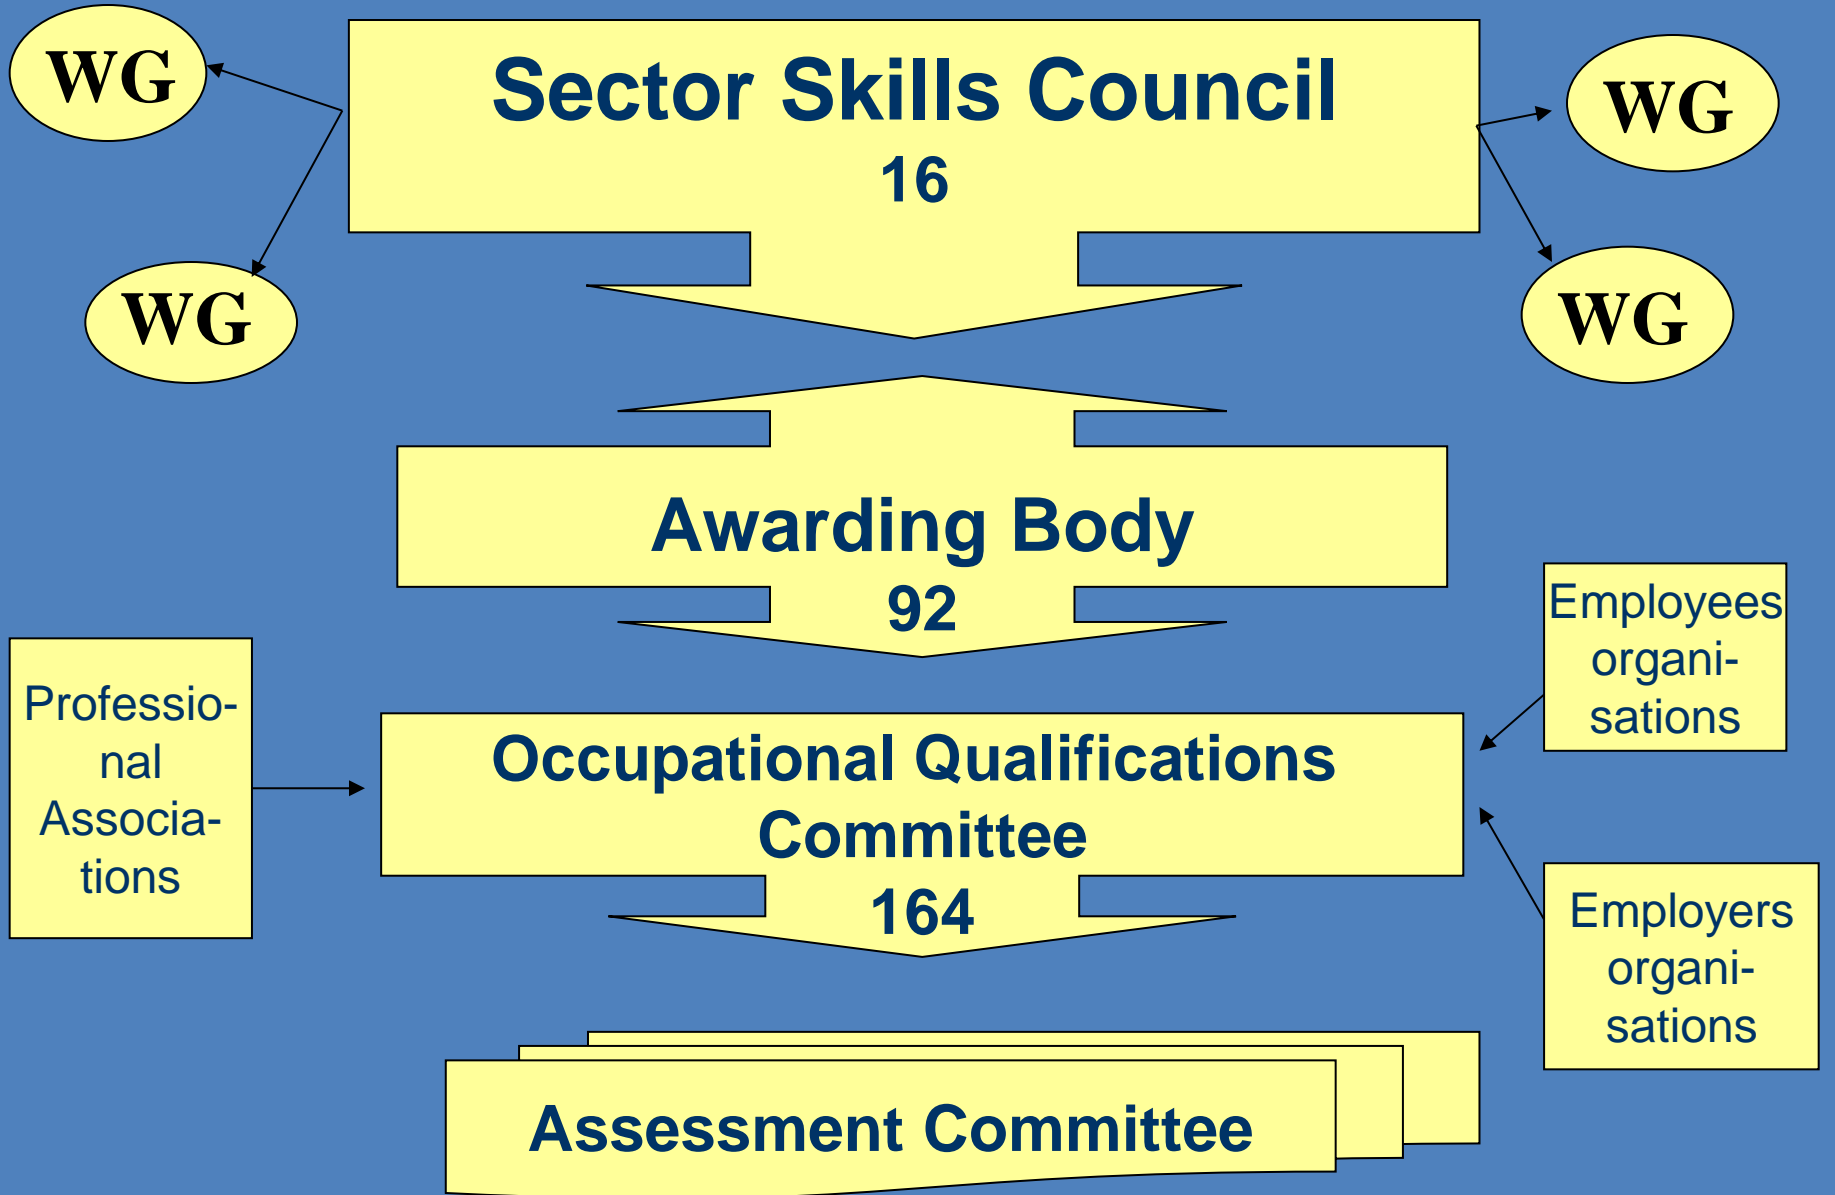 WG
Sector Skills Council
16
WG
WG
WG
Awarding Body
92
Professio-
nal
Associa-
tions
Occupational Qualifications
Committee
164
Employees
organi-
sations
Employers
organi-
sations
Assessment Committee